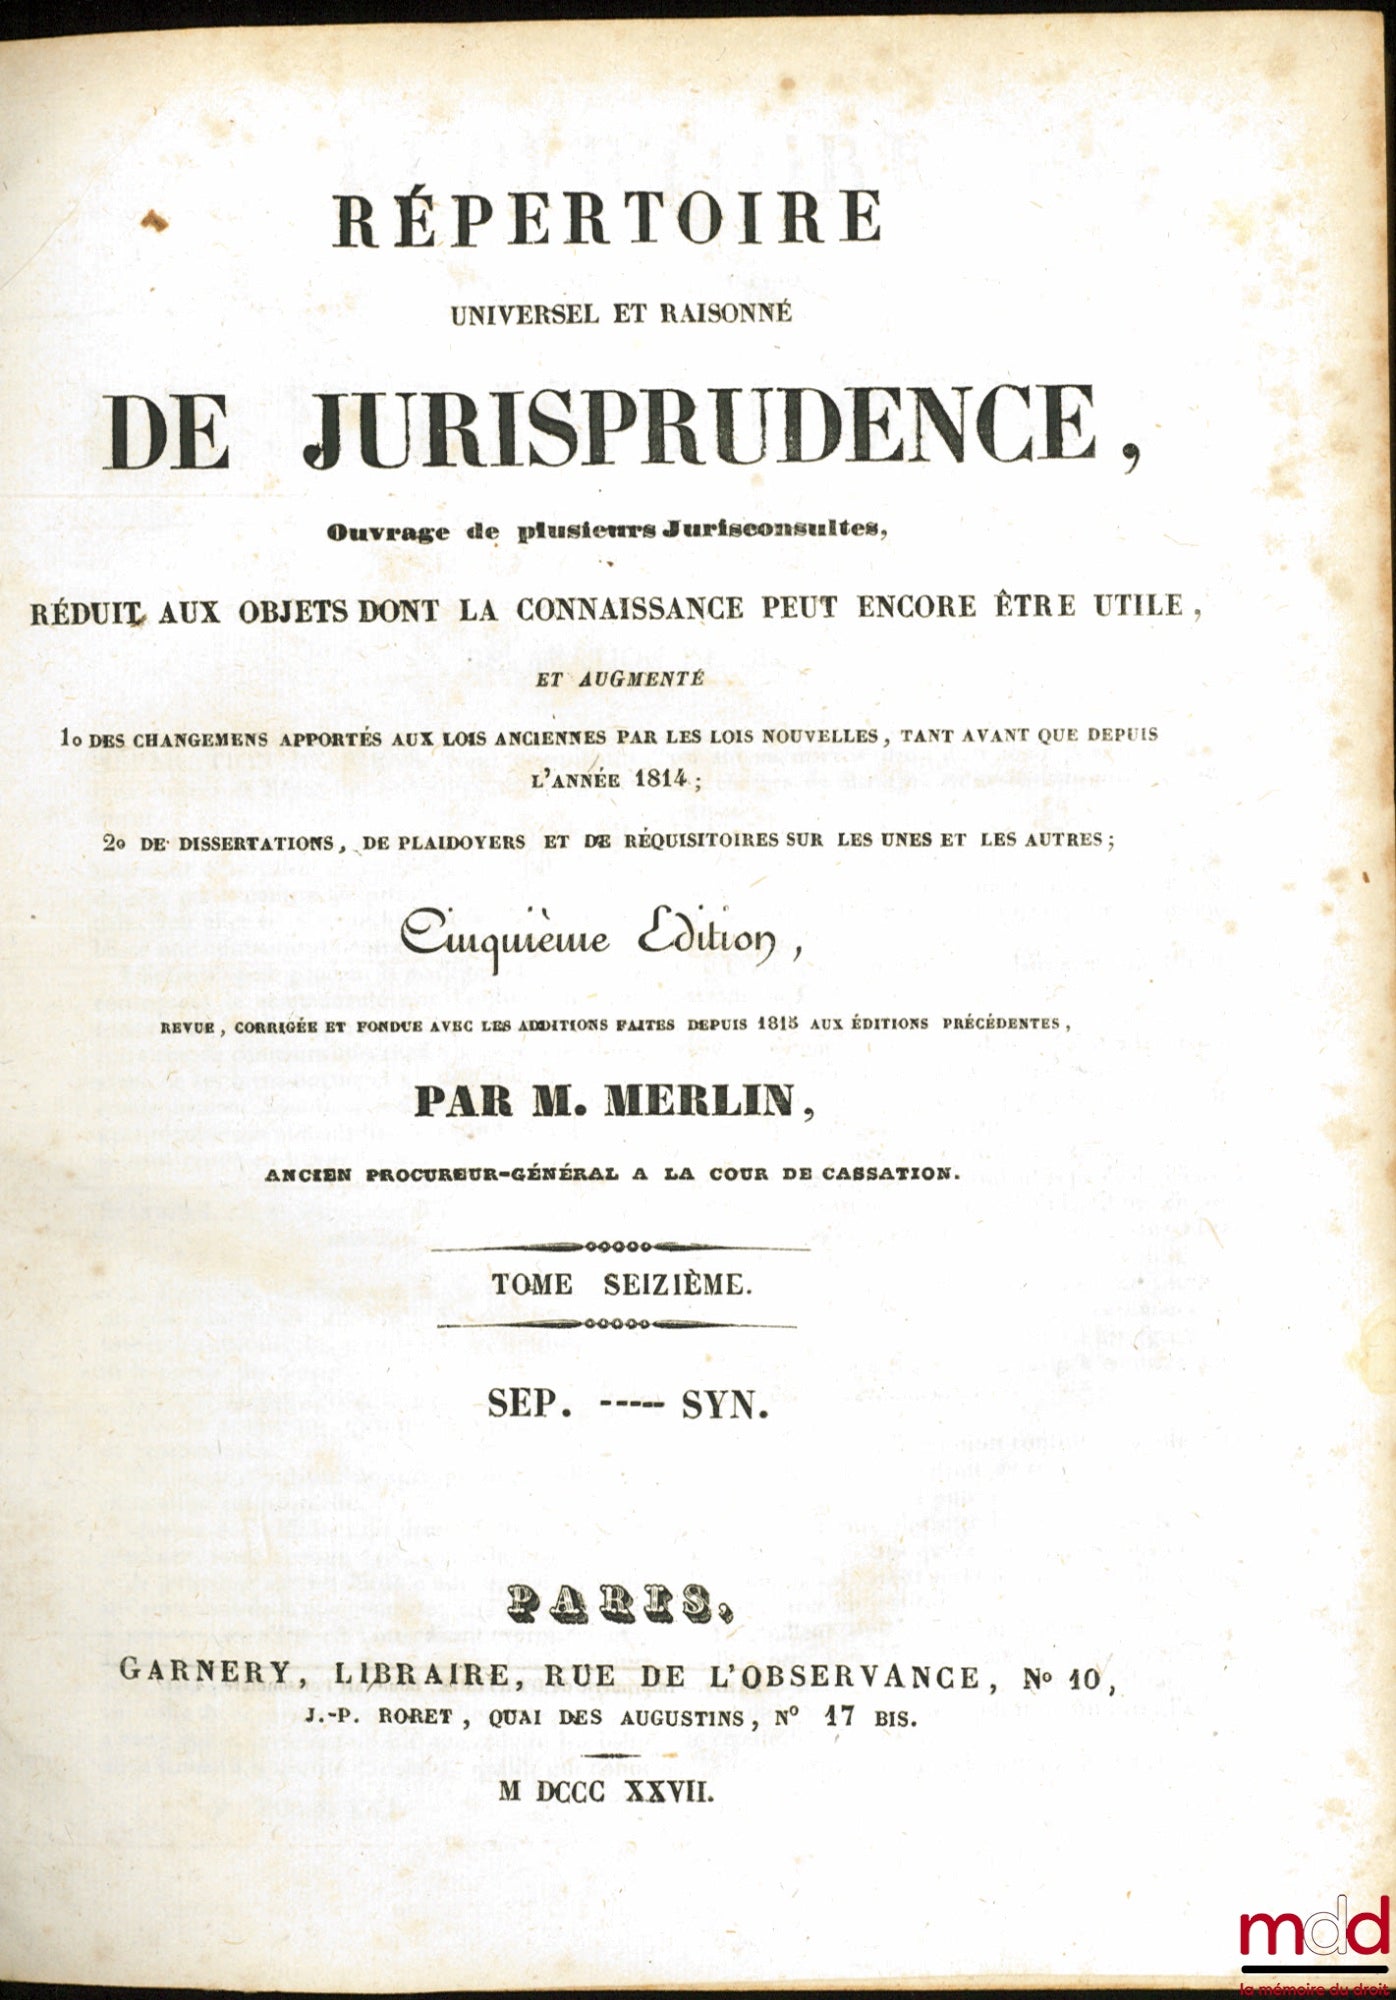 RÉPERTOIRE
UNIVERSEL ET RAISONNÉ
DE JURISPRUDENCE,
Ouvrage de plusieurs Jurisconsultes,
RÉDUIT AUX OBJETS DONT LA CONNAISSANCE PEUT ENCORE ÊTRE UTILE,
ET AUGMENTÉ
1o DES CHANGEMENS APPORTÉS AUX LOIS ANCIENNES PAR LES LOIS NOUVELLES, TANT AVANT QUE DEPUIS
L'ANNÉE 1814;
2o DE DISSERTATIONS, DE PLAIDOYERS ET DE RÉQUISITOIRES SUR LES UNES ET LES AUTRES;
Cinquième Edition,
REVUE, CORRIGÉE ET FONDUE AVEC LES ADDITIONS FAITES DEPUIS 1815 AUX ÉDITIONS PRÉCÉDENTES,
PAR M. MERLIN,
ANCIEN PROCUREUR-GÉNÉRAL A LA COUR DE CASSATION.
TOME SEIZIÈME.
SEP. ----- SYN.
PARIS,
GARNERY, LIBRAIRE, RUE DE L'OBSERVANCE, No 10,
J.-P. RORET, QUAI DES AUGUSTINS, No 17 BIS.
M DCCC XXVII.
mdd
la mémoire du droit